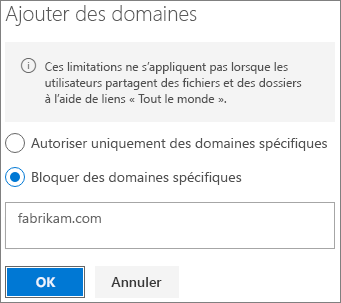 Ajouter des domaines
Ces limitations ne s’appliquent pas lorsque les
utilisateurs partagent des fichiers et des dossiers
à l’aide de liens « Tout le monde ».
Autoriser uniquement des domaines spécifiques
Bloquer des domaines spécifiques
fabrikam.com
OK
Annuler